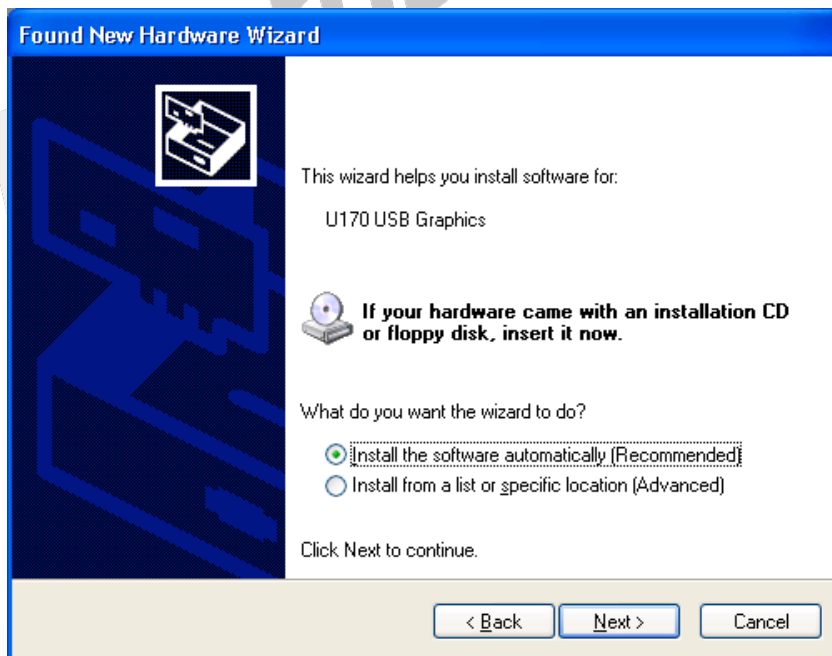 Found New Hardware Wizard
This wizard helps you install software for:
U170 USB Graphics
If your hardware came with an installation CD
or floppy disk, insert it now.
What do you want the wizard to do?
Install the software automatically (Recommended)
Install from a list or specific location (Advanced)
Click Next to continue.
< Back
Next >
Cancel